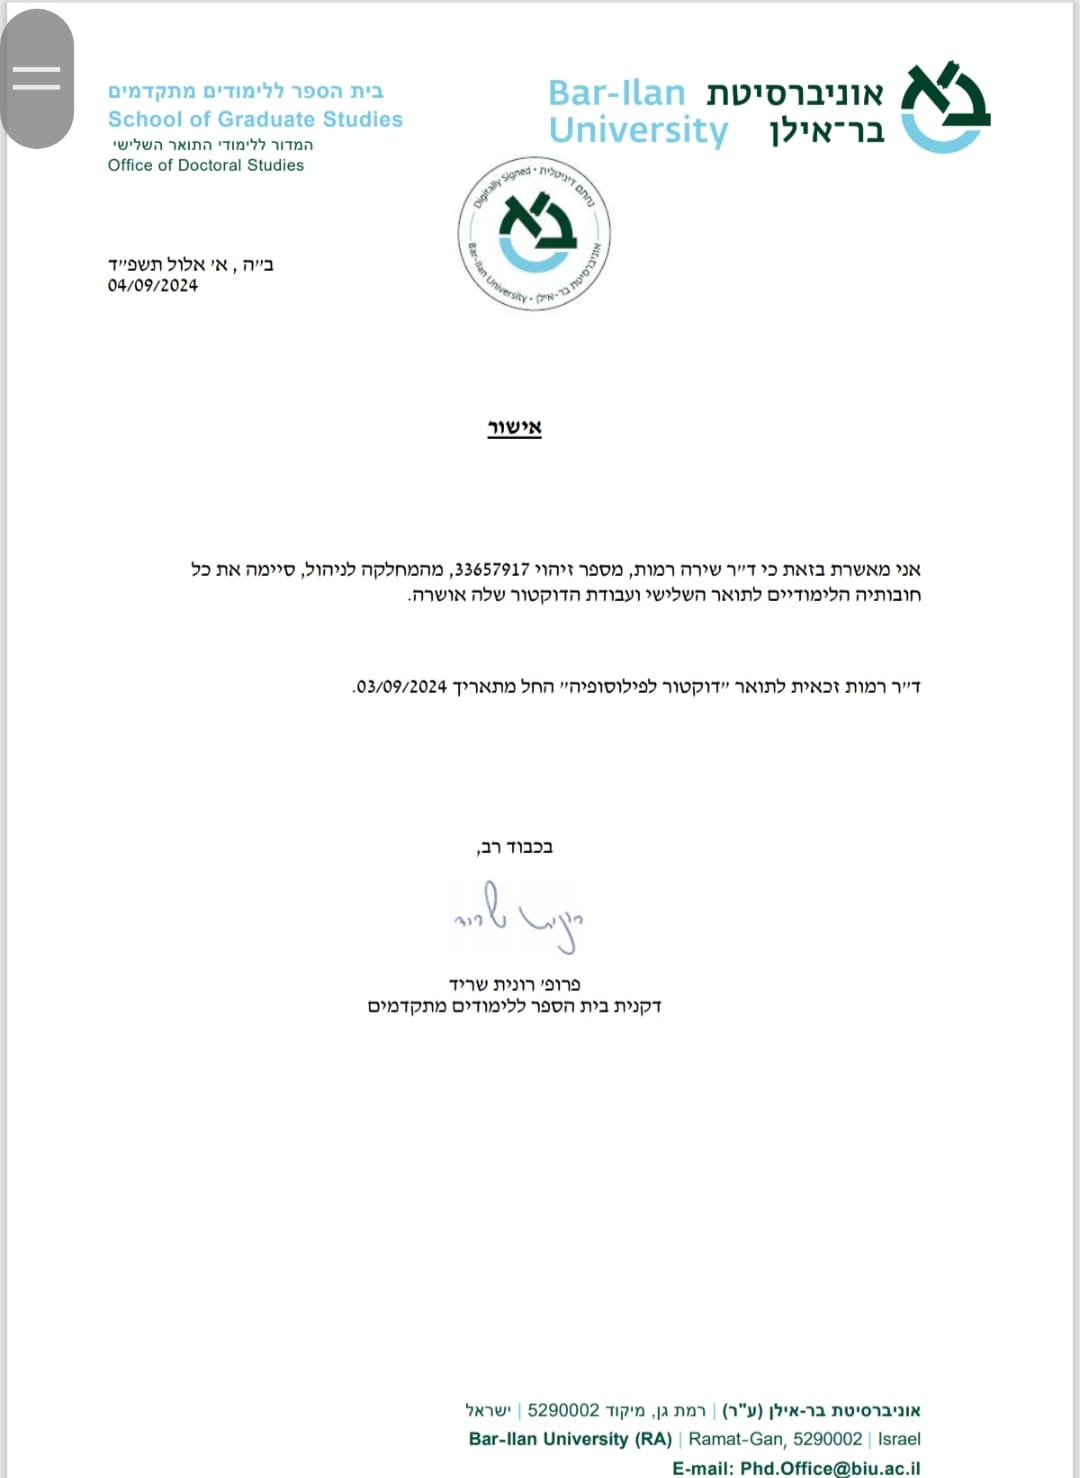 בית הספר ללימודים מתקדמים
School of Graduate Studies
המדור ללימודי התואר השלישי
Office of Doctoral Studies
Bar-Ilan University
אוניברסיטת בר־אילן
Digitally Signed • נחתם דיגיטלית
Bar-Ilan University • אוניברסיטת בר-אילן
ב״ה , א׳ אלול תשפ״ד
04/09/2024
אישור
אני מאשרת בזאת כי ד״ר שירה רמות, מספר זיהוי 33657917, מהמחלקה לניהול, סיימה את כל
חובותיה הלימודיים לתואר השלישי ועבודת הדוקטור שלה אושרה.
ד״ר רמות זכאית לתואר ״דוקטור לפילוסופיה״ החל מתאריך 03/09/2024.
בכבוד רב,
רונית שריד
פרופ׳ רונית שריד
דקנית בית הספר ללימודים מתקדמים
אוניברסיטת בר-אילן (ע"ר) | רמת גן, מיקוד 5290002 | ישראל
Bar-Ilan University (RA) | Ramat-Gan, 5290002 | Israel
E-mail: Phd.Office@biu.ac.il